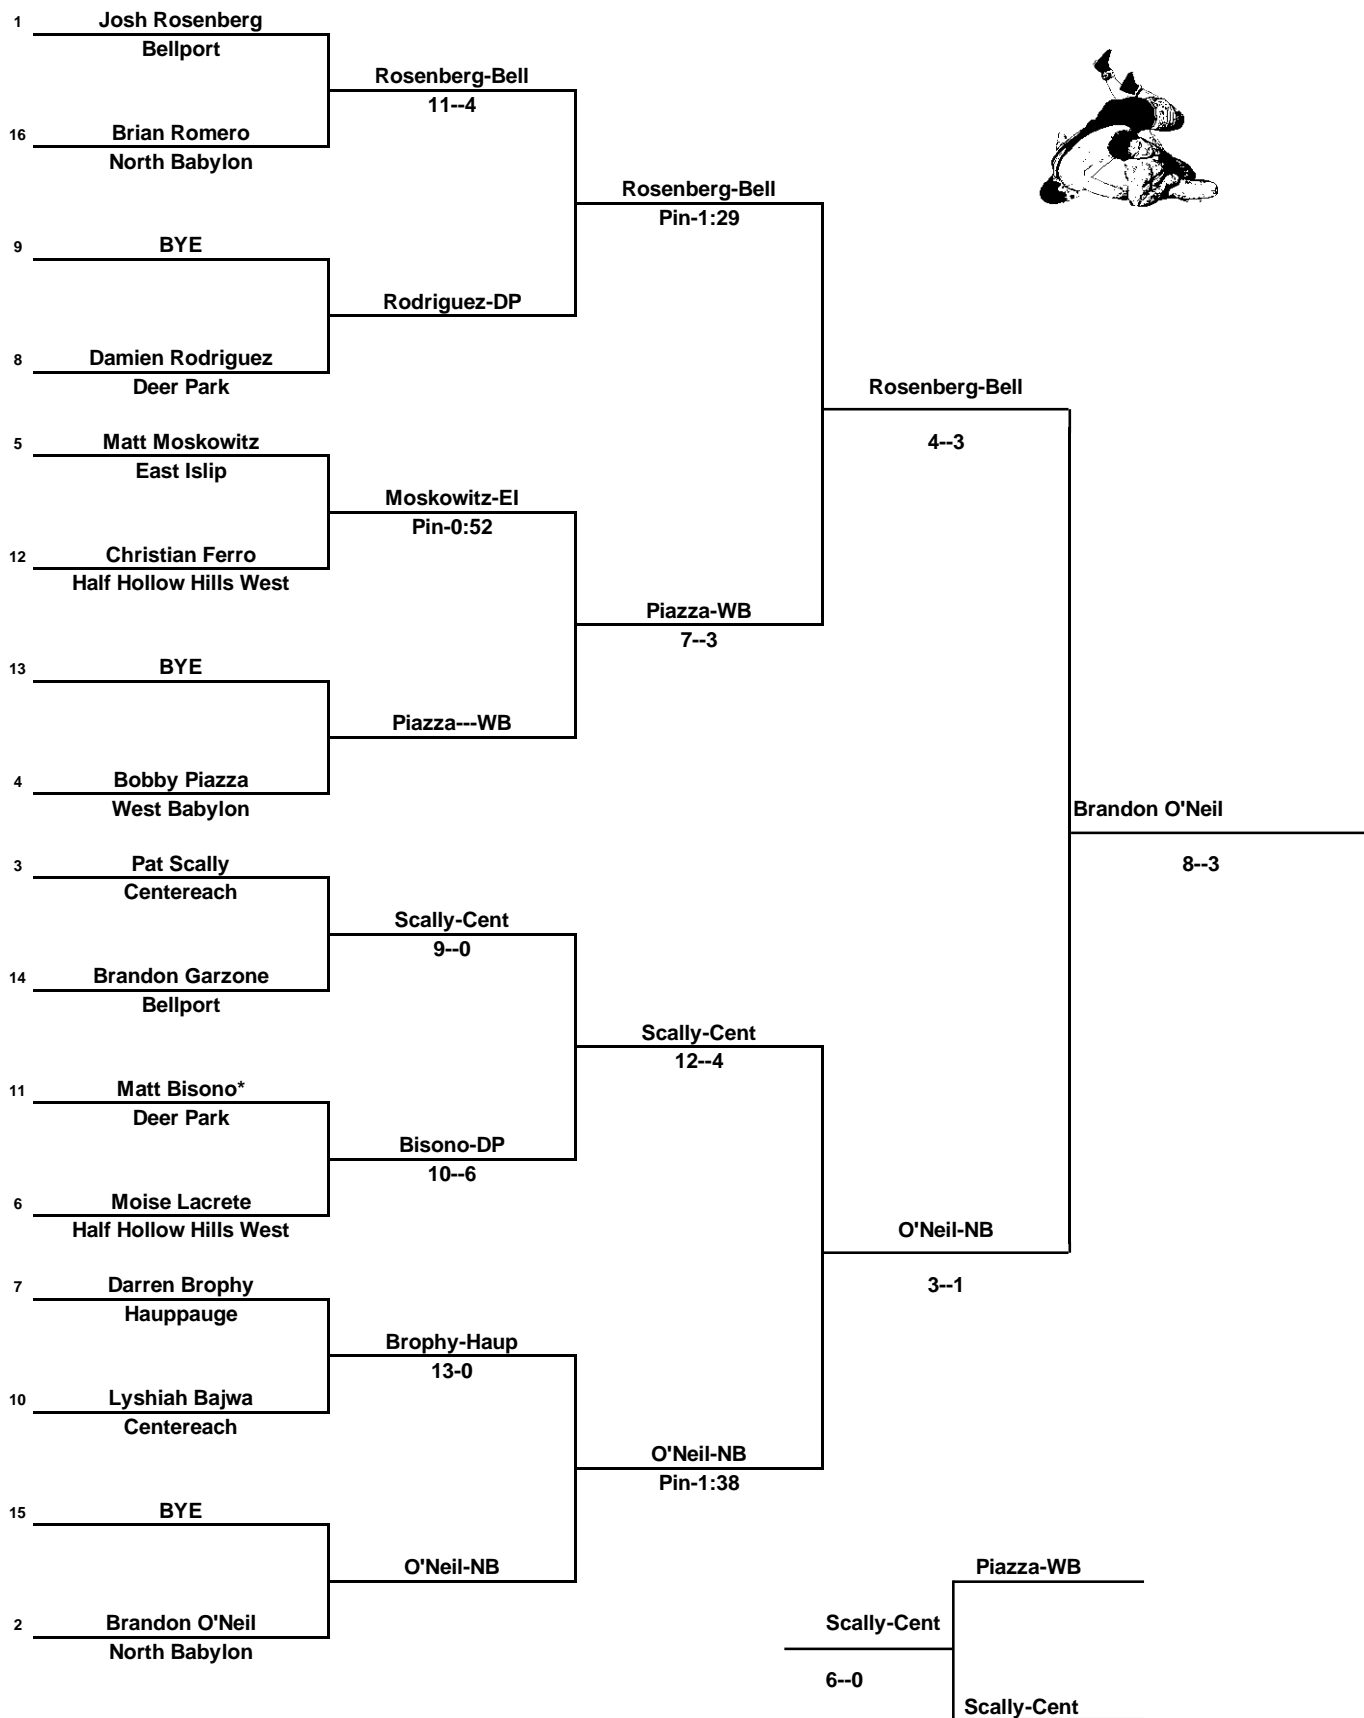 1 Josh Rosenberg
Bellport
Rosenberg-Bell
11--4
16 Brian Romero
North Babylon
Rosenberg-Bell
Pin-1:29
9 BYE
Rodriguez-DP
8 Damien Rodriguez
Deer Park
Rosenberg-Bell
4--3
5 Matt Moskowitz
East Islip
Moskowitz-EI
Pin-0:52
12 Christian Ferro
Half Hollow Hills West
Piazza-WB
7--3
13 BYE
Piazza---WB
4 Bobby Piazza
West Babylon
Brandon O'Neil
8--3
3 Pat Scally
Centereach
Scally-Cent
9--0
14 Brandon Garzone
Bellport
Scally-Cent
12--4
11 Matt Bisono*
Deer Park
Bisono-DP
10--6
6 Moise Lacrete
Half Hollow Hills West
O'Neil-NB
3--1
7 Darren Brophy
Hauppauge
Brophy-Haup
13-0
10 Lyshiah Bajwa
Centereach
O'Neil-NB
Pin-1:38
15 BYE
O'Neil-NB
2 Brandon O'Neil
North Babylon
Piazza-WB
Scally-Cent
6--0
Scally-Cent